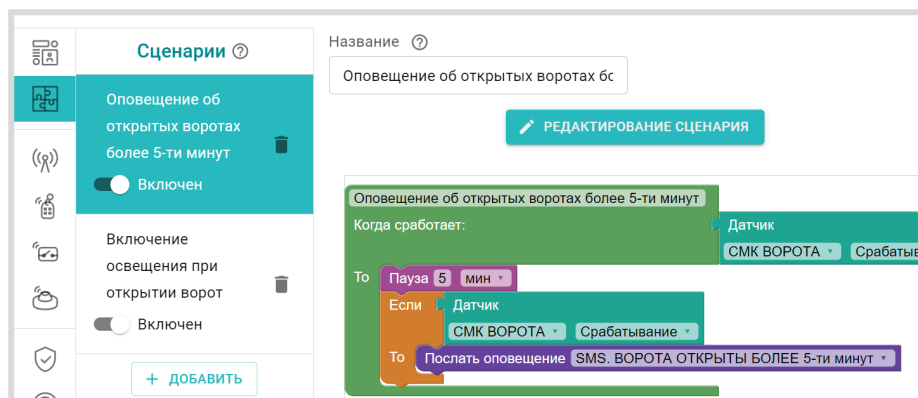 Сценарии
Оповещение об
открытых воротах
более 5-ти минут
Включен
Включение
освещения при
открытии ворот
Включен
+ ДОБАВИТЬ
Название
Оповещение об открытых воротах бо
РЕДАКТИРОВАНИЕ СЦЕНАРИЯ
Оповещение об открытых воротах более 5-ти минут
Когда сработает:
Датчик
СМК ВОРОТА
То
Пауза 5 мин
Если Датчик
СМК ВОРОТА Срабатывание
То Послать оповещение SMS. ВОРОТА ОТКРЫТЫ БОЛЕЕ 5-ти минут